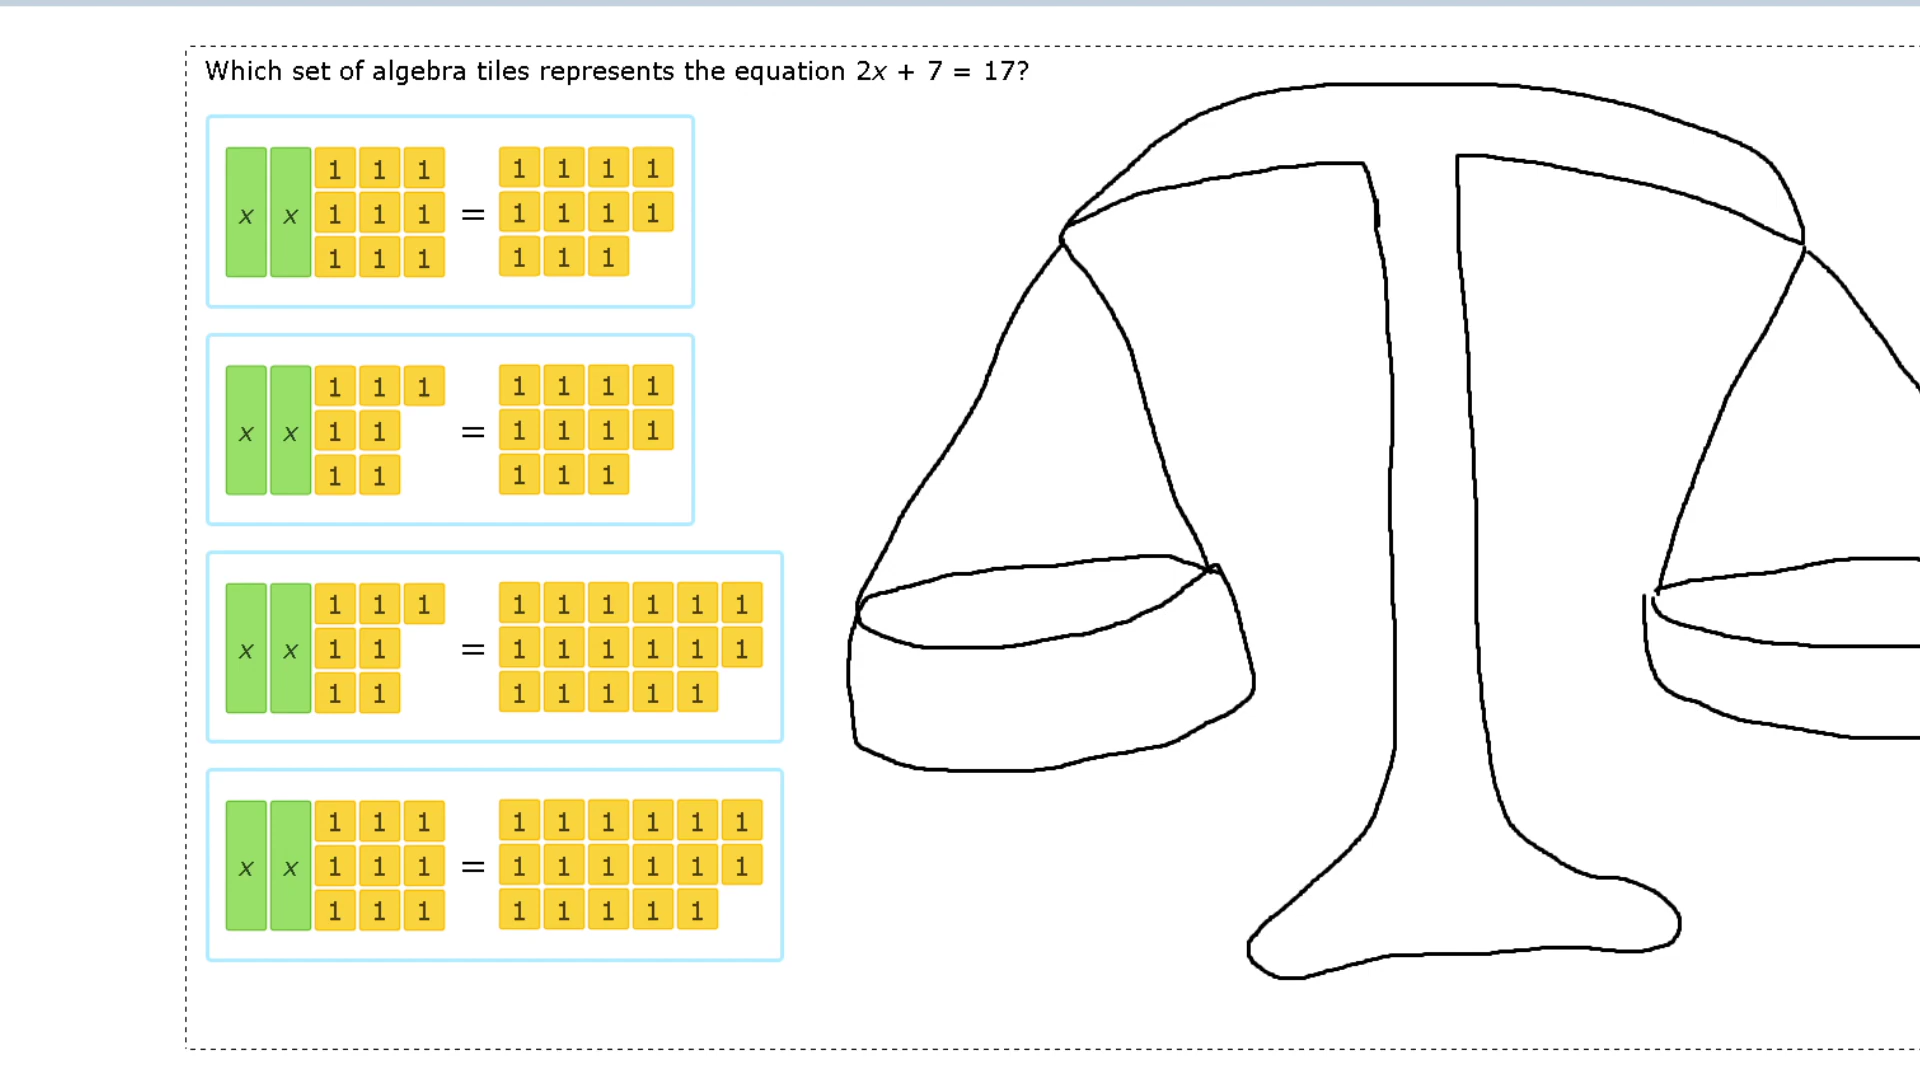 Which set of algebra tiles represents the equation 2x + 7 = 17?
1 1 1 1 1 1 1
x x 1 1 1 = 1 1 1 1
1 1 1 1 1 1
1 1 1 1 1 1 1
x x 1 1 = 1 1 1 1
1 1 1 1 1
1 1 1 1 1 1 1 1 1
x x 1 1 = 1 1 1 1 1 1
1 1 1 1 1 1 1
1 1 1 1 1 1 1 1 1
x x 1 1 1 = 1 1 1 1 1 1
1 1 1 1 1 1 1 1